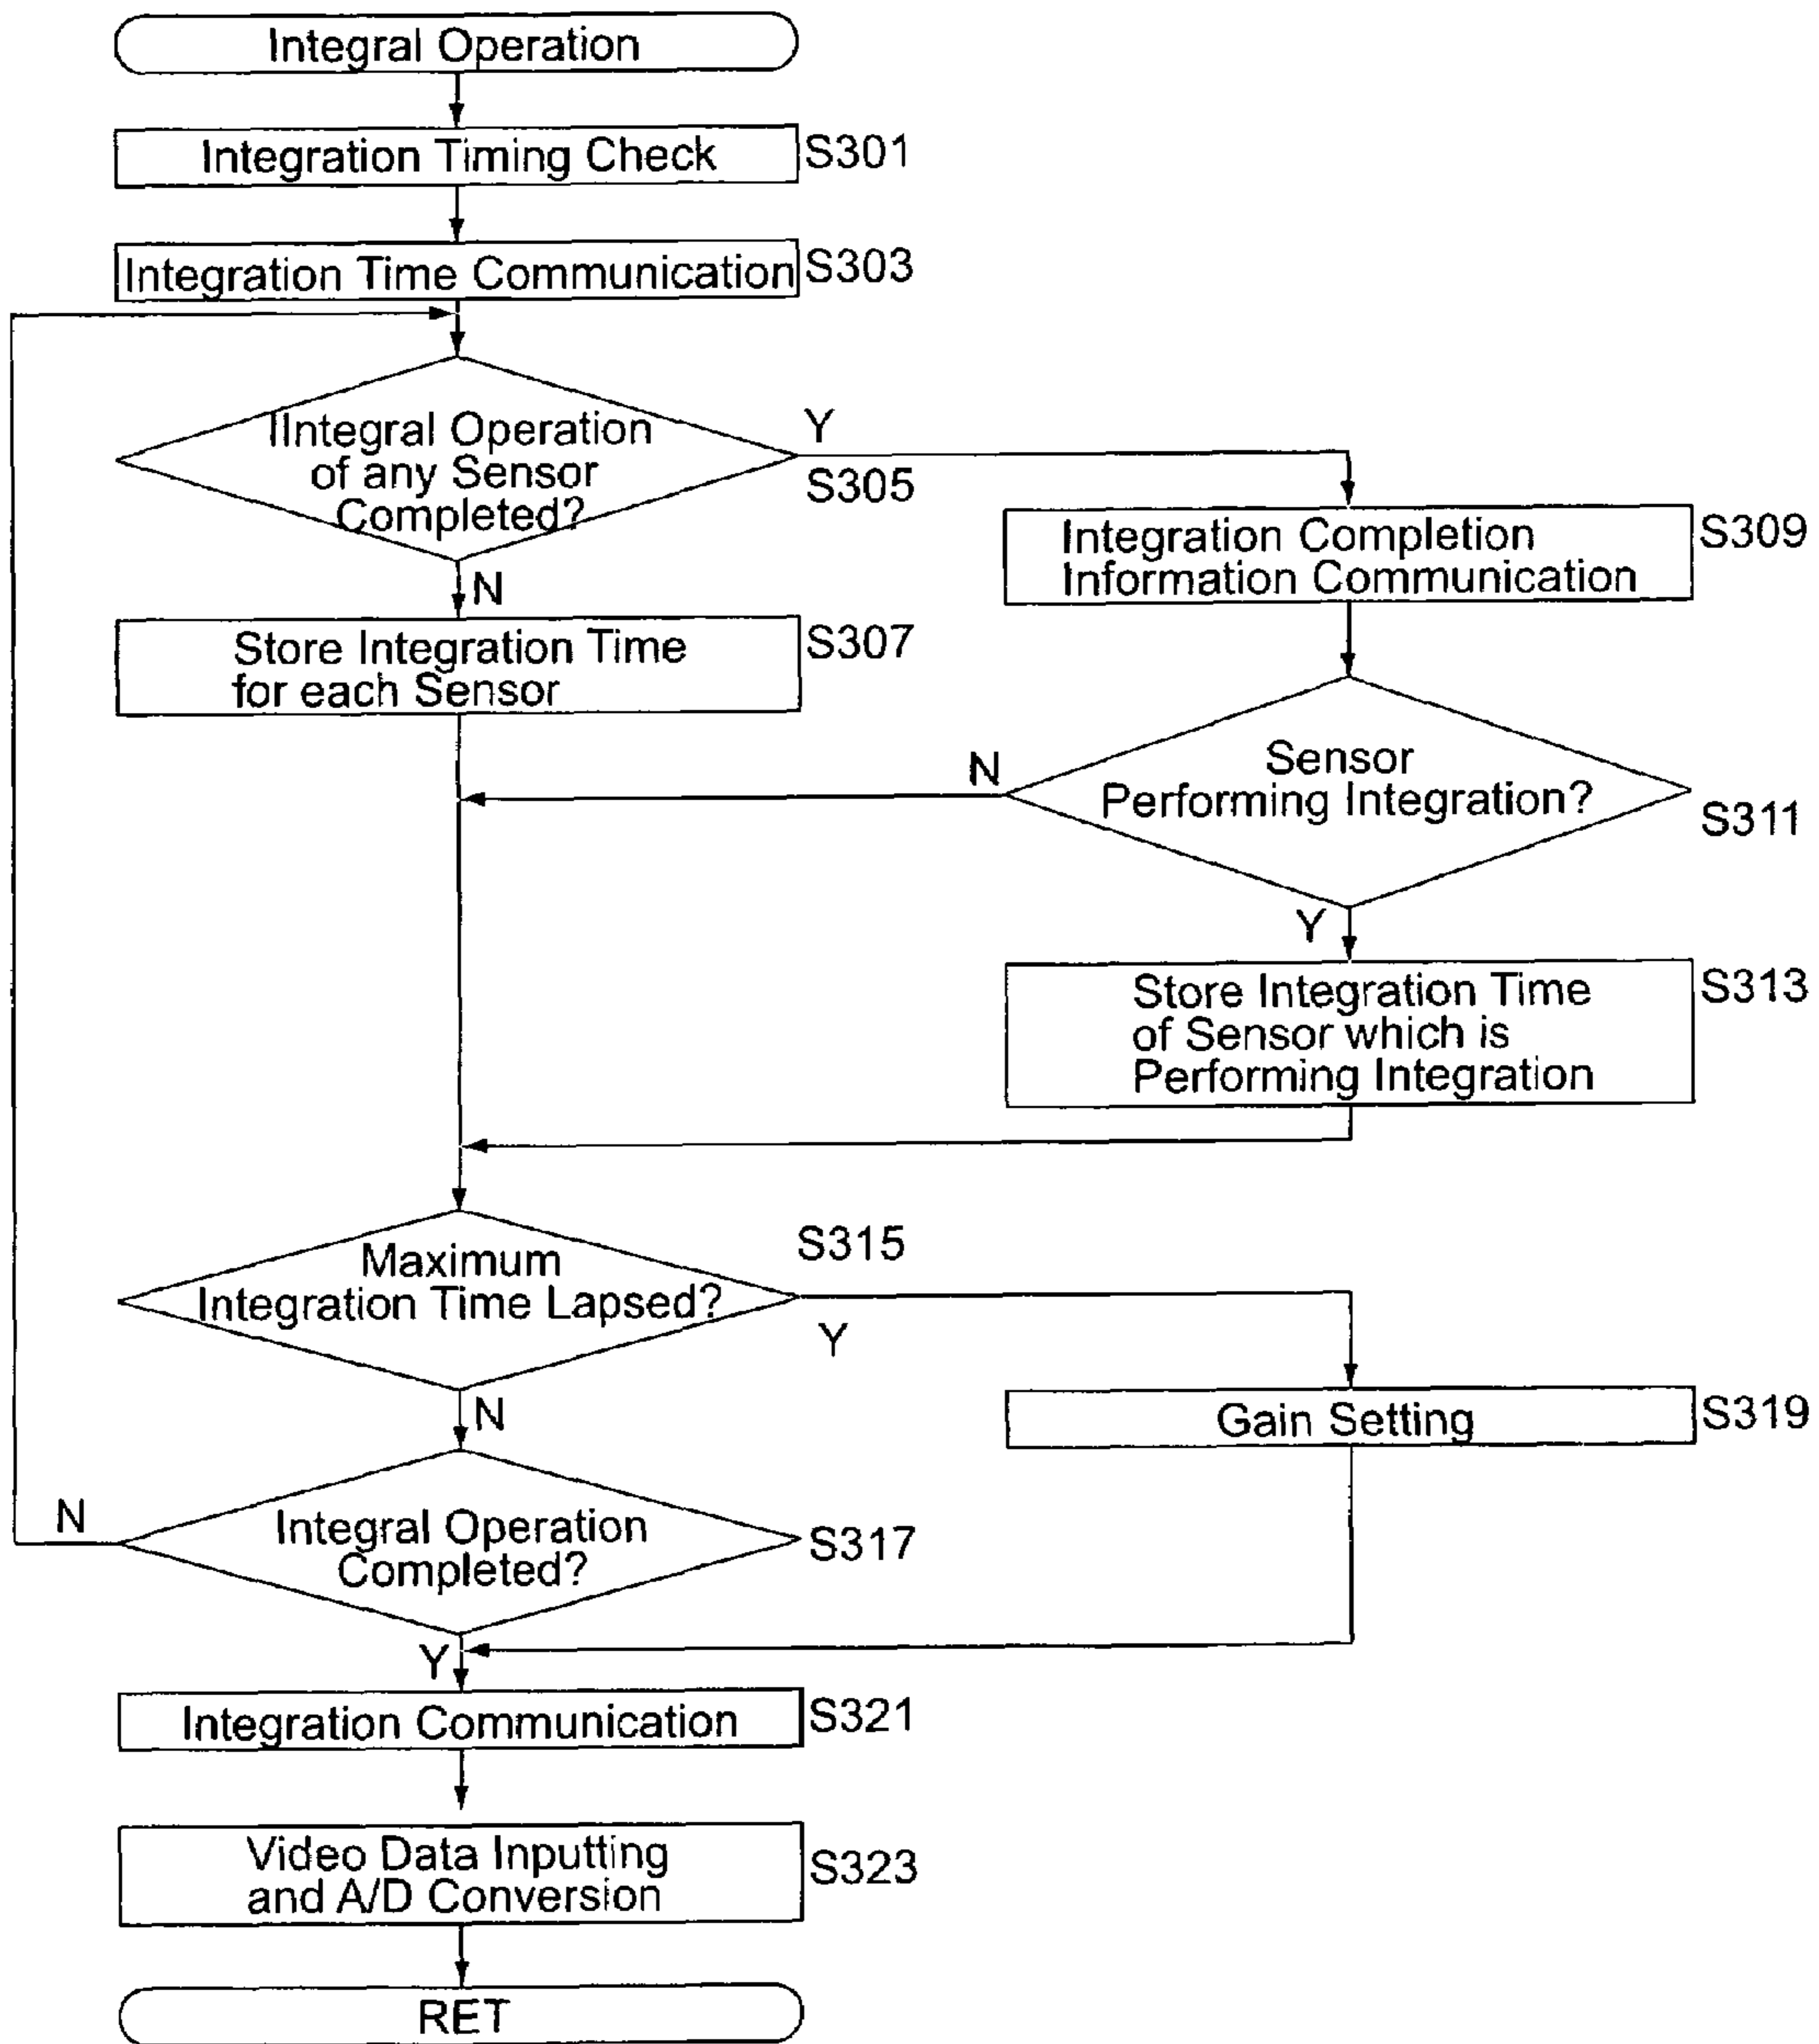 Integral Operation
Integration Timing Check
S301
Integration Time Communication
S303
IIntegral Operation
of any Sensor
Completed?
Y
S305
N
Integration Completion
Information Communication
S309
Store Integration Time
for each Sensor
S307
Sensor
Performing Integration?
N
S311
Y
Store Integration Time
of Sensor which is
Performing Integration
S313
Maximum
Integration Time Lapsed?
S315
Y
N
Gain Setting
S319
Integral Operation
Completed?
N
S317
Y
Integration Communication
S321
Video Data Inputting
and A/D Conversion
S323
RET